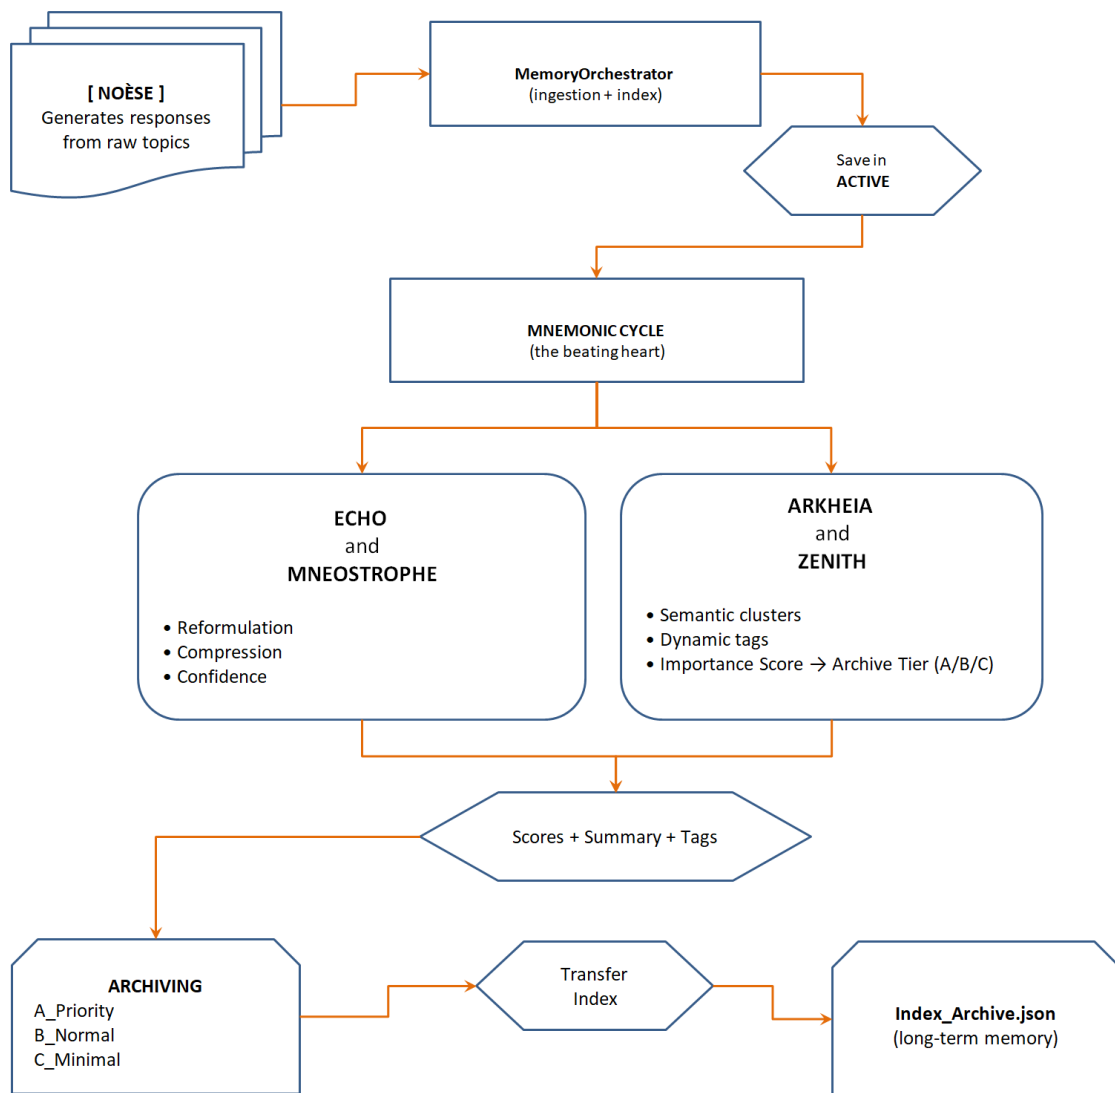 [ NOÈSE ]
Generates responses
from raw topics
MemoryOrchestrator
(ingestion + index)
Save in
ACTIVE
MNEMONIC CYCLE
(the beating heart)
ECHO
and
MNEOSTROPHE
• Reformulation
• Compression
• Confidence
ARKHEIA
and
ZENITH
• Semantic clusters
• Dynamic tags
• Importance Score → Archive Tier (A/B/C)
Scores + Summary + Tags
ARCHIVING
A_Priority
B_Normal
C_Minimal
Transfer
Index
Index_Archive.json
(long-term memory)